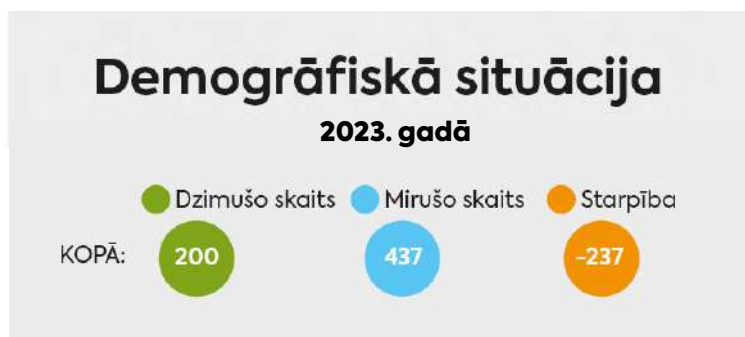 Demogrāfiskā situācija
2023. gadā
Dzimušo skaits Mirušo skaits Starpība
KOPĀ: 200 437 -237